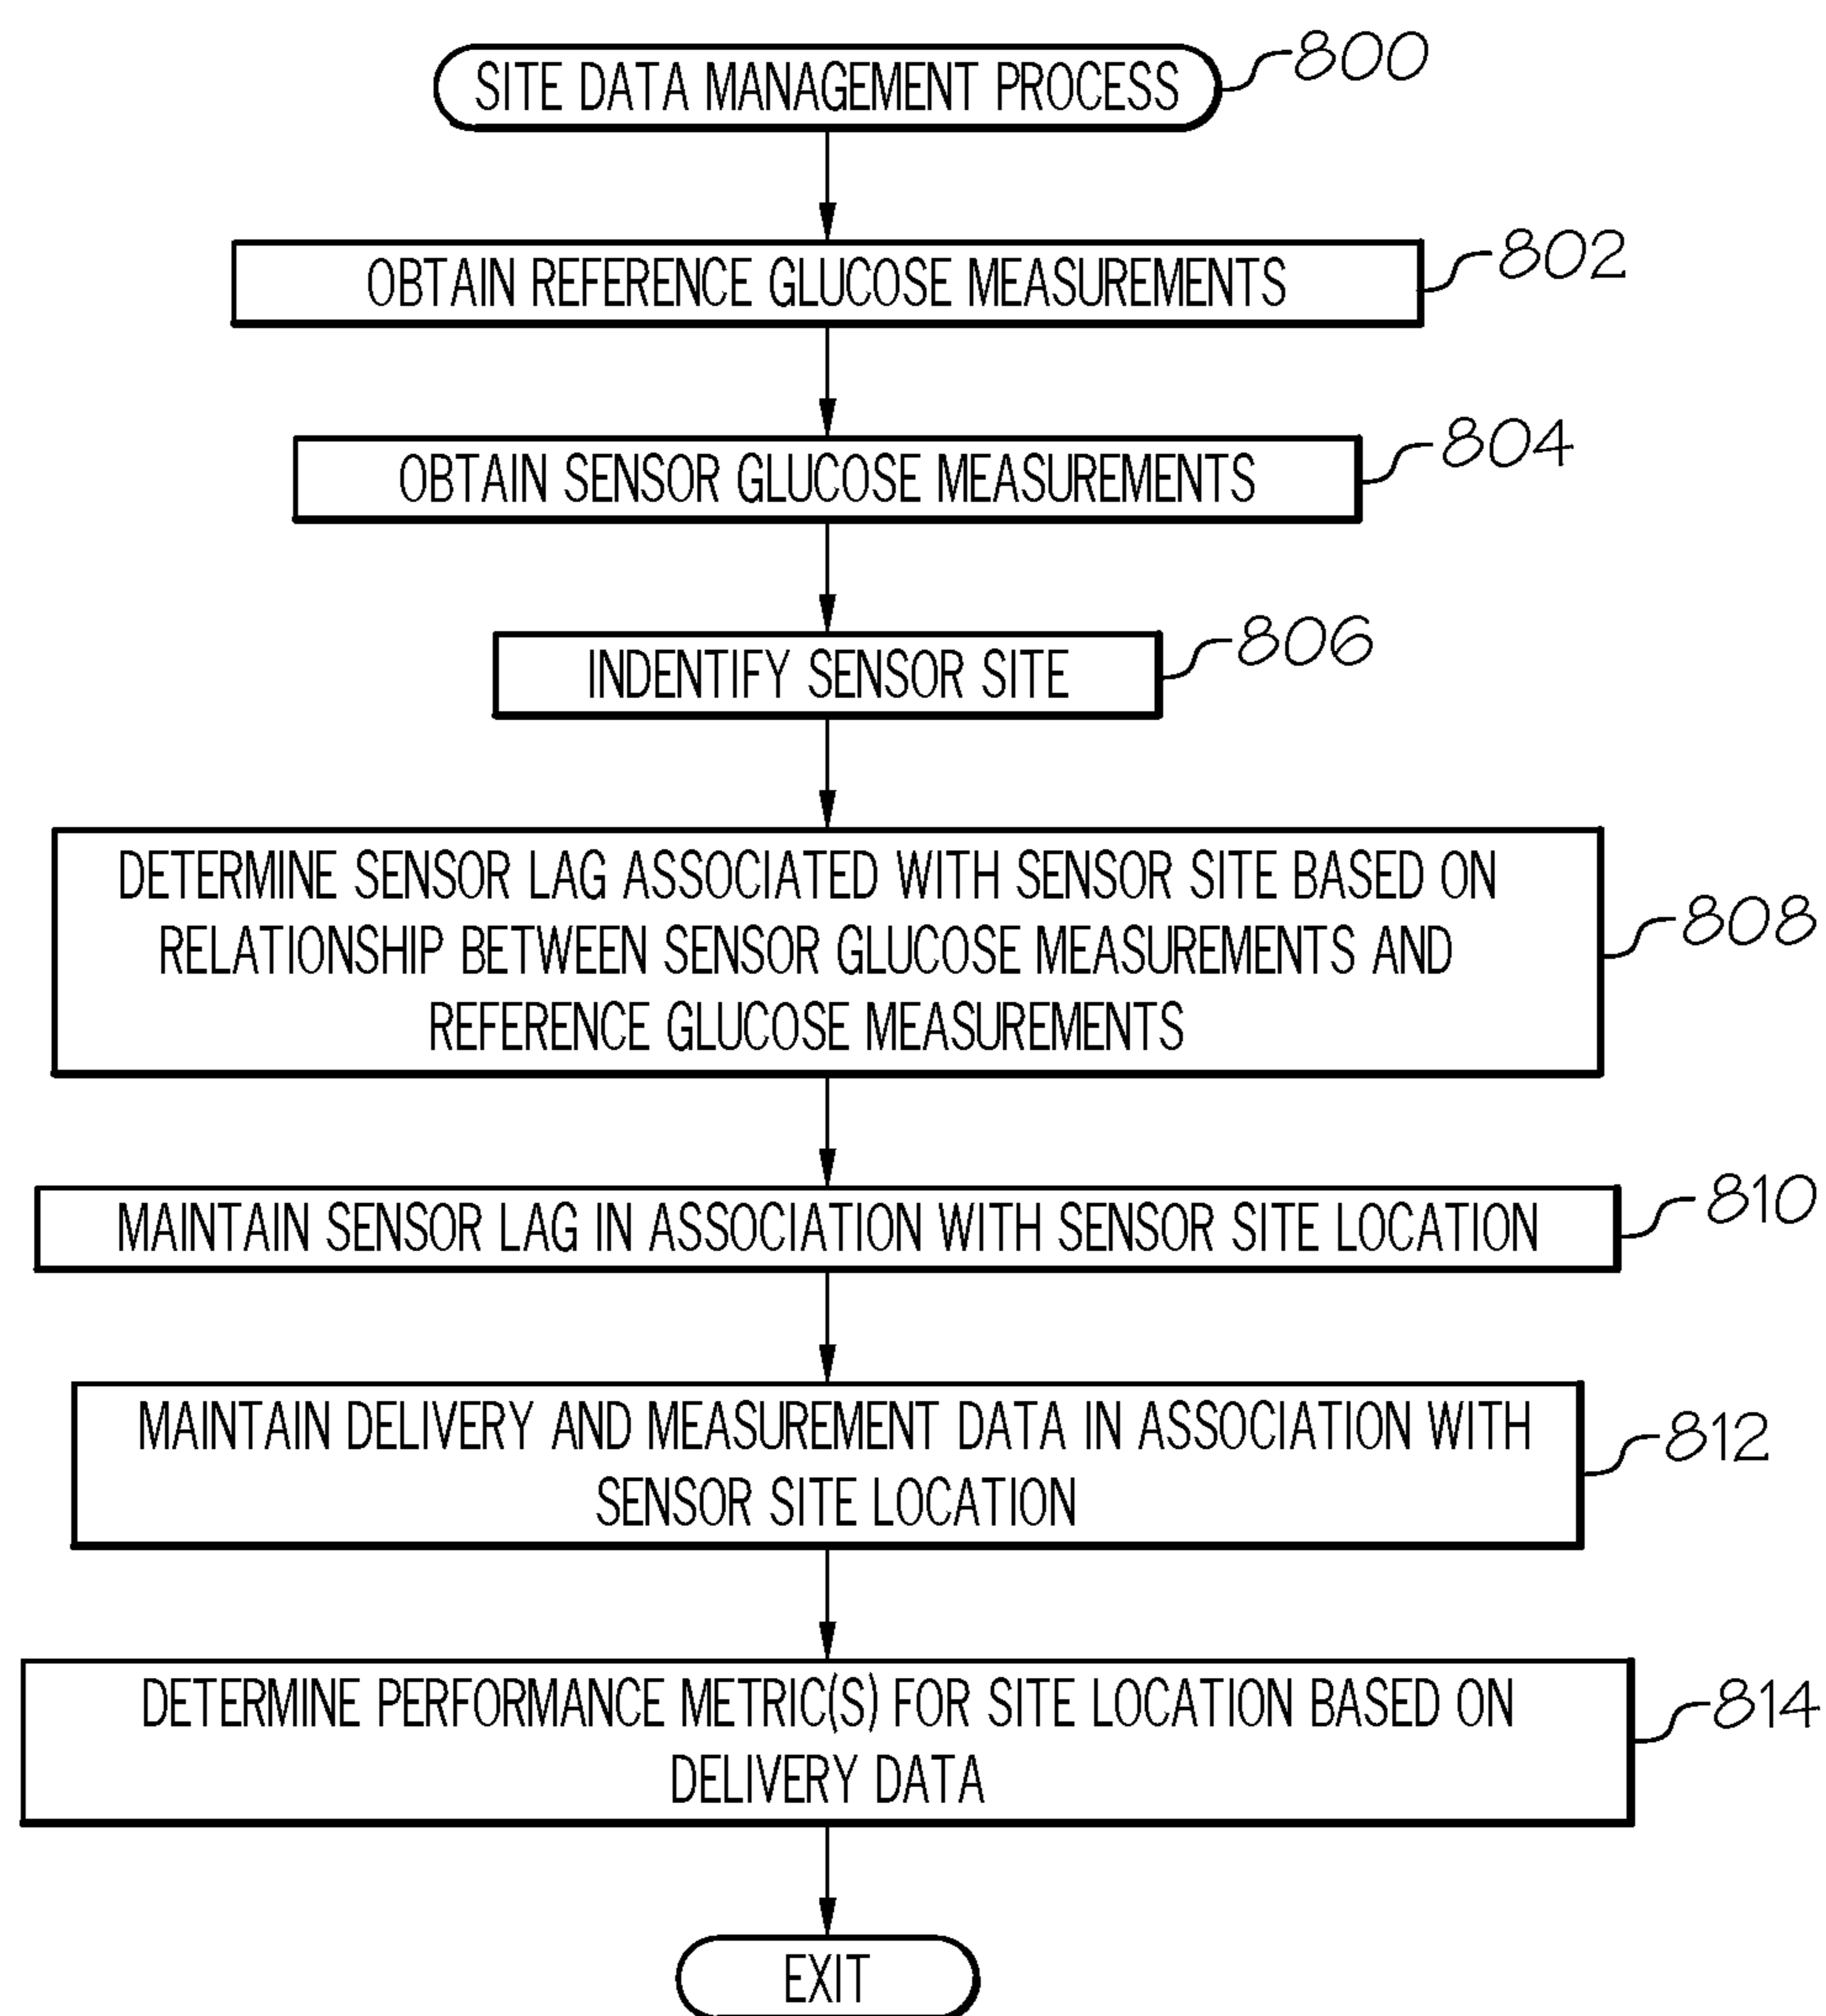 SITE DATA MANAGEMENT PROCESS
800
OBTAIN REFERENCE GLUCOSE MEASUREMENTS
802
OBTAIN SENSOR GLUCOSE MEASUREMENTS
804
INDENTIFY SENSOR SITE
806
DETERMINE SENSOR LAG ASSOCIATED WITH SENSOR SITE BASED ON
RELATIONSHIP BETWEEN SENSOR GLUCOSE MEASUREMENTS AND
REFERENCE GLUCOSE MEASUREMENTS
808
MAINTAIN SENSOR LAG IN ASSOCIATION WITH SENSOR SITE LOCATION
810
MAINTAIN DELIVERY AND MEASUREMENT DATA IN ASSOCIATION WITH
SENSOR SITE LOCATION
812
DETERMINE PERFORMANCE METRIC(S) FOR SITE LOCATION BASED ON
DELIVERY DATA
814
EXIT